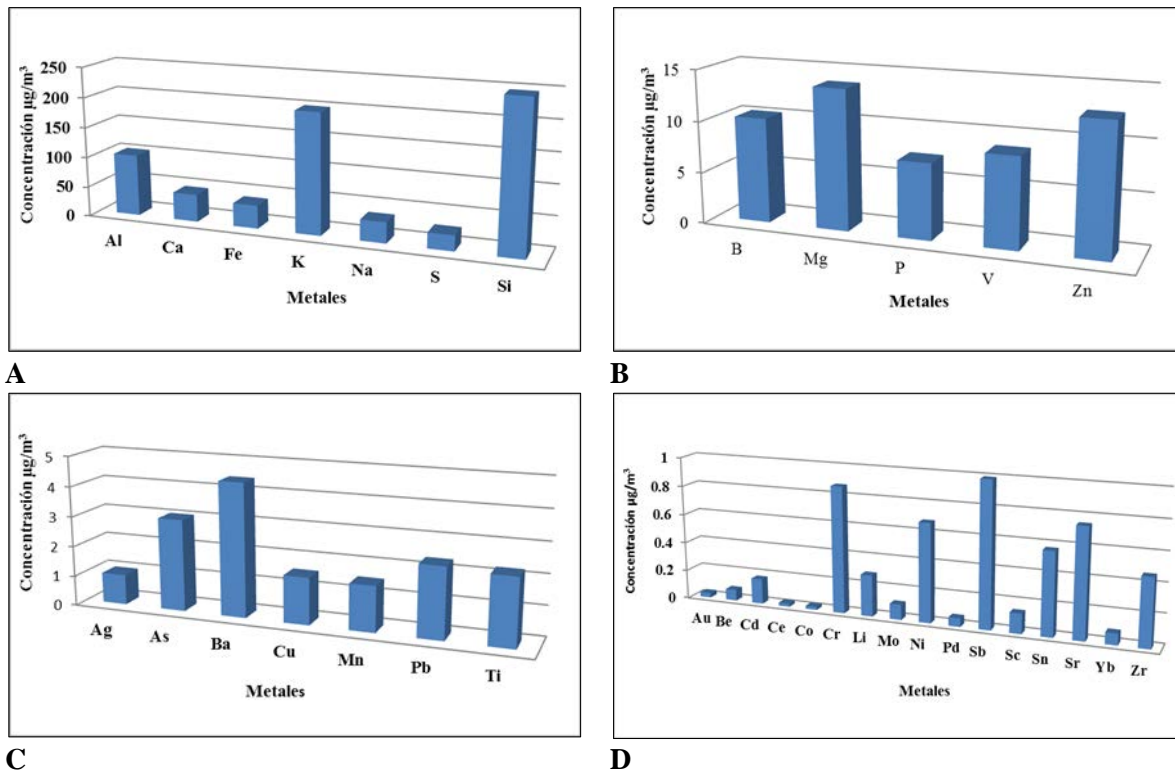 250
200
150
100
50
0
Concentración µg/m³
Al Ca Fe K Na S Si
Metales
A
15
10
5
0
Concentración µg/m³
B Mg P V Zn
Metales
B
5
4
3
2
1
0
Concentración µg/m³
Ag As Ba Cu Mn Pb Ti
Metales
C
1
0.8
0.6
0.4
0.2
0
Concentración µg/m³
Au Be Cd Ce Co Cr Li Mo Ni Pd Sb Sc Sn Sr Yb Zr
Metales
D